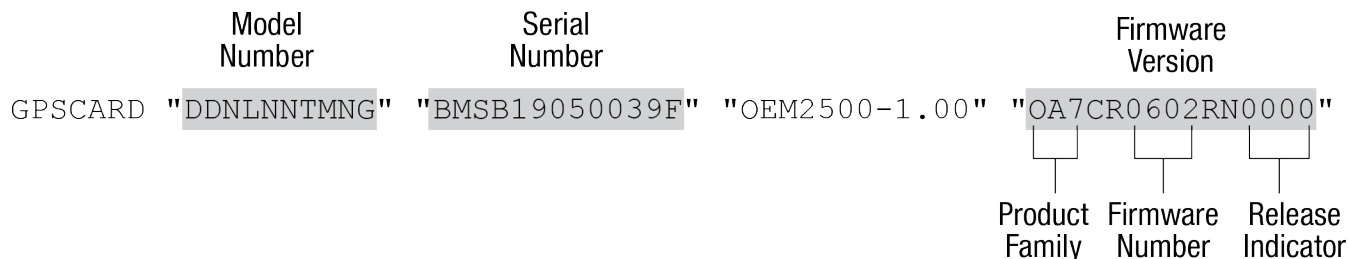 Model Number
Serial Number
Firmware Version
GPSCARD "DDNLNNTMNG" "BMSB19050039F" "OEM2500-1.00" "OA7CR0602RN0000"
Product Family
Firmware Number
Release Indicator